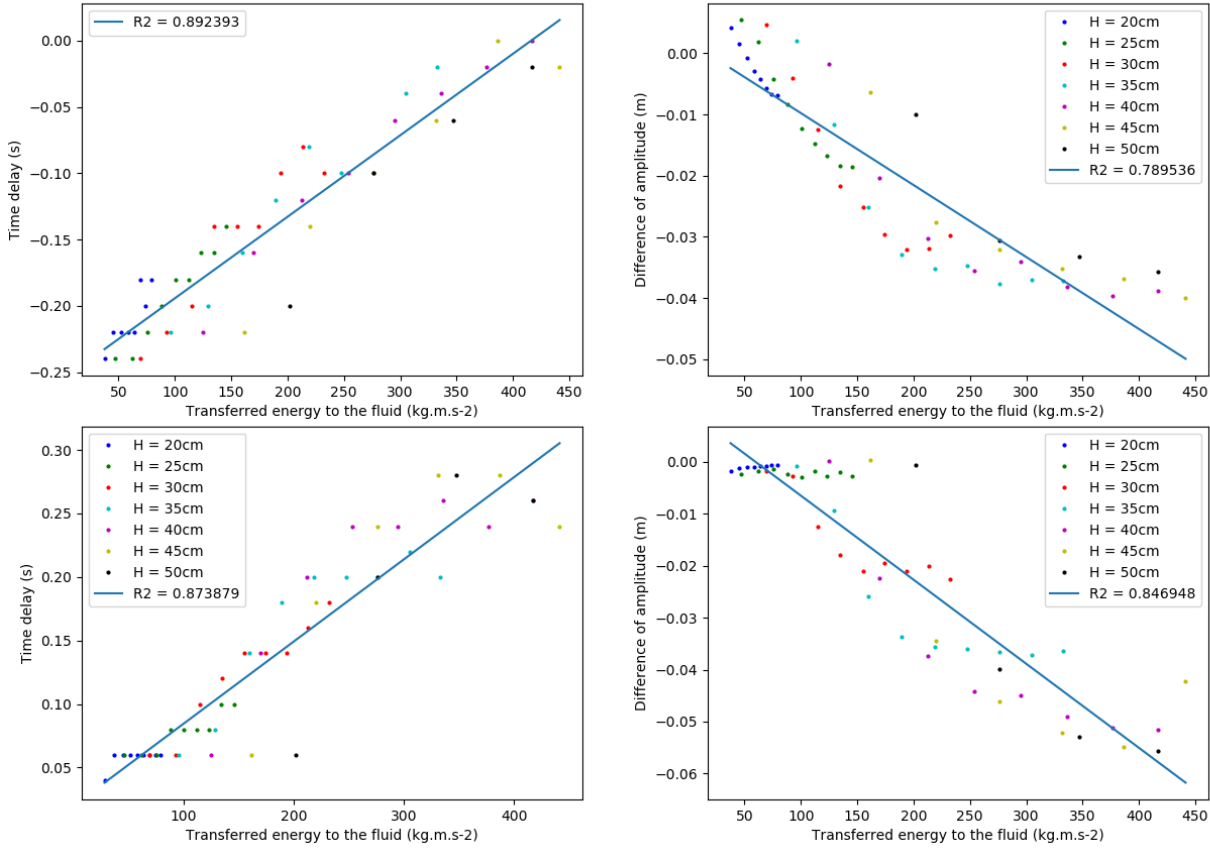 R2 = 0.892393
0.00
−0.05
−0.10
−0.15
−0.20
−0.25
Time delay (s)
50 100 150 200 250 300 350 400 450
Transferred energy to the fluid (kg.m.s-2)
H = 20cm
H = 25cm
H = 30cm
H = 35cm
H = 40cm
H = 45cm
H = 50cm
R2 = 0.789536
0.00
−0.01
−0.02
−0.03
−0.04
−0.05
Difference of amplitude (m)
50 100 150 200 250 300 350 400 450
Transferred energy to the fluid (kg.m.s-2)
H = 20cm
H = 25cm
H = 30cm
H = 35cm
H = 40cm
H = 45cm
H = 50cm
R2 = 0.873879
0.30
0.25
0.20
0.15
0.10
0.05
Time delay (s)
100 200 300 400
Transferred energy to the fluid (kg.m.s-2)
H = 20cm
H = 25cm
H = 30cm
H = 35cm
H = 40cm
H = 45cm
H = 50cm
R2 = 0.846948
0.00
−0.01
−0.02
−0.03
−0.04
−0.05
−0.06
Difference of amplitude (m)
50 100 150 200 250 300 350 400 450
Transferred energy to the fluid (kg.m.s-2)